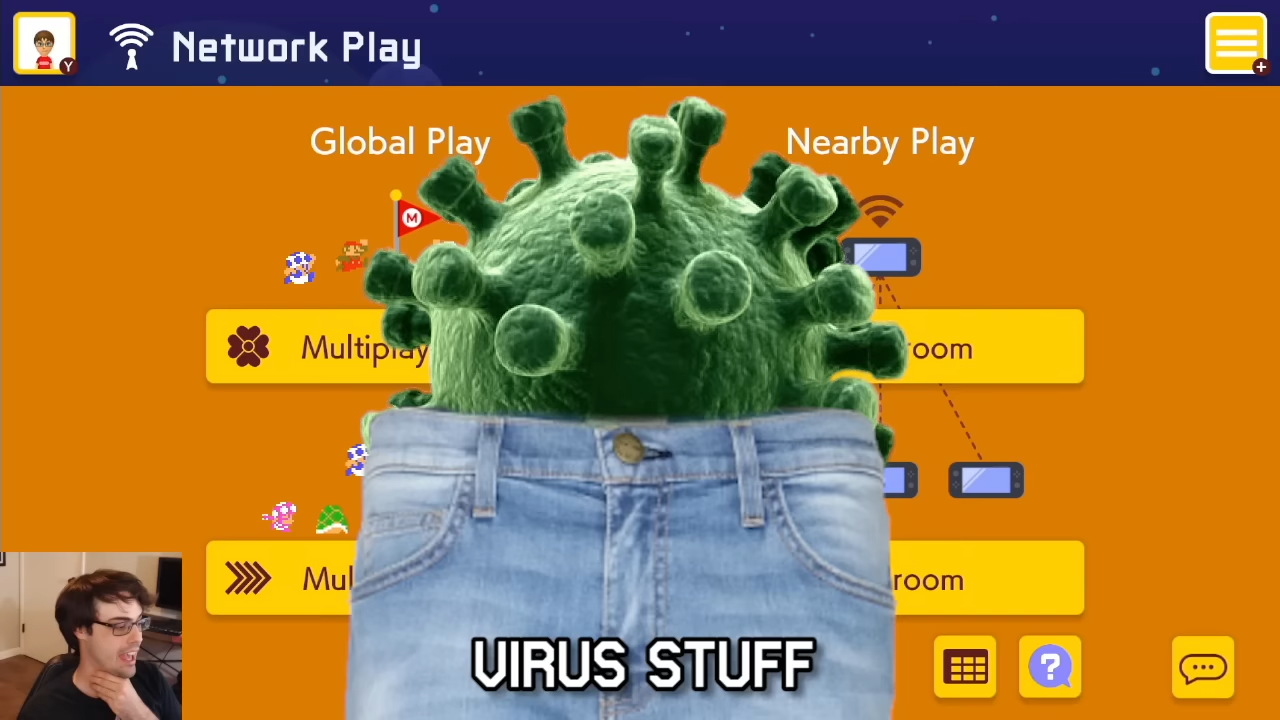 Y
Network Play
+
Global Play
Nearby Play
M
Multiplay
room
Mul
room
?
VIRUS STUFF